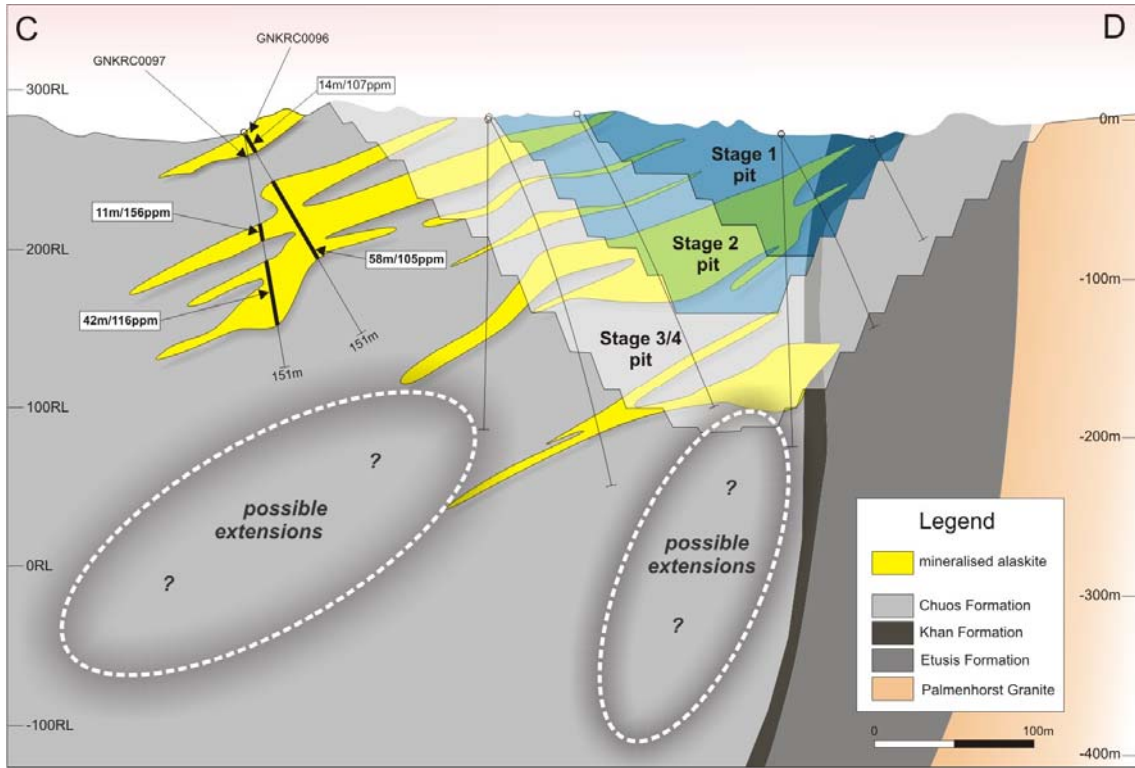 C
D
GNKRC0096
GNKRC0097
14m/107ppm
300RL
0m
Stage 1
pit
11m/156ppm
200RL
58m/105ppm
Stage 2
pit
-100m
42m/116ppm
Stage 3/4
pit
151m
151m
100RL
-200m
?
possible
extensions
?
?
possible
extensions
?
0RL
-300m
-100RL
-400m
Legend
mineralised alaskite
Chuos Formation
Khan Formation
Etusis Formation
Palmenhorst Granite
0
100m